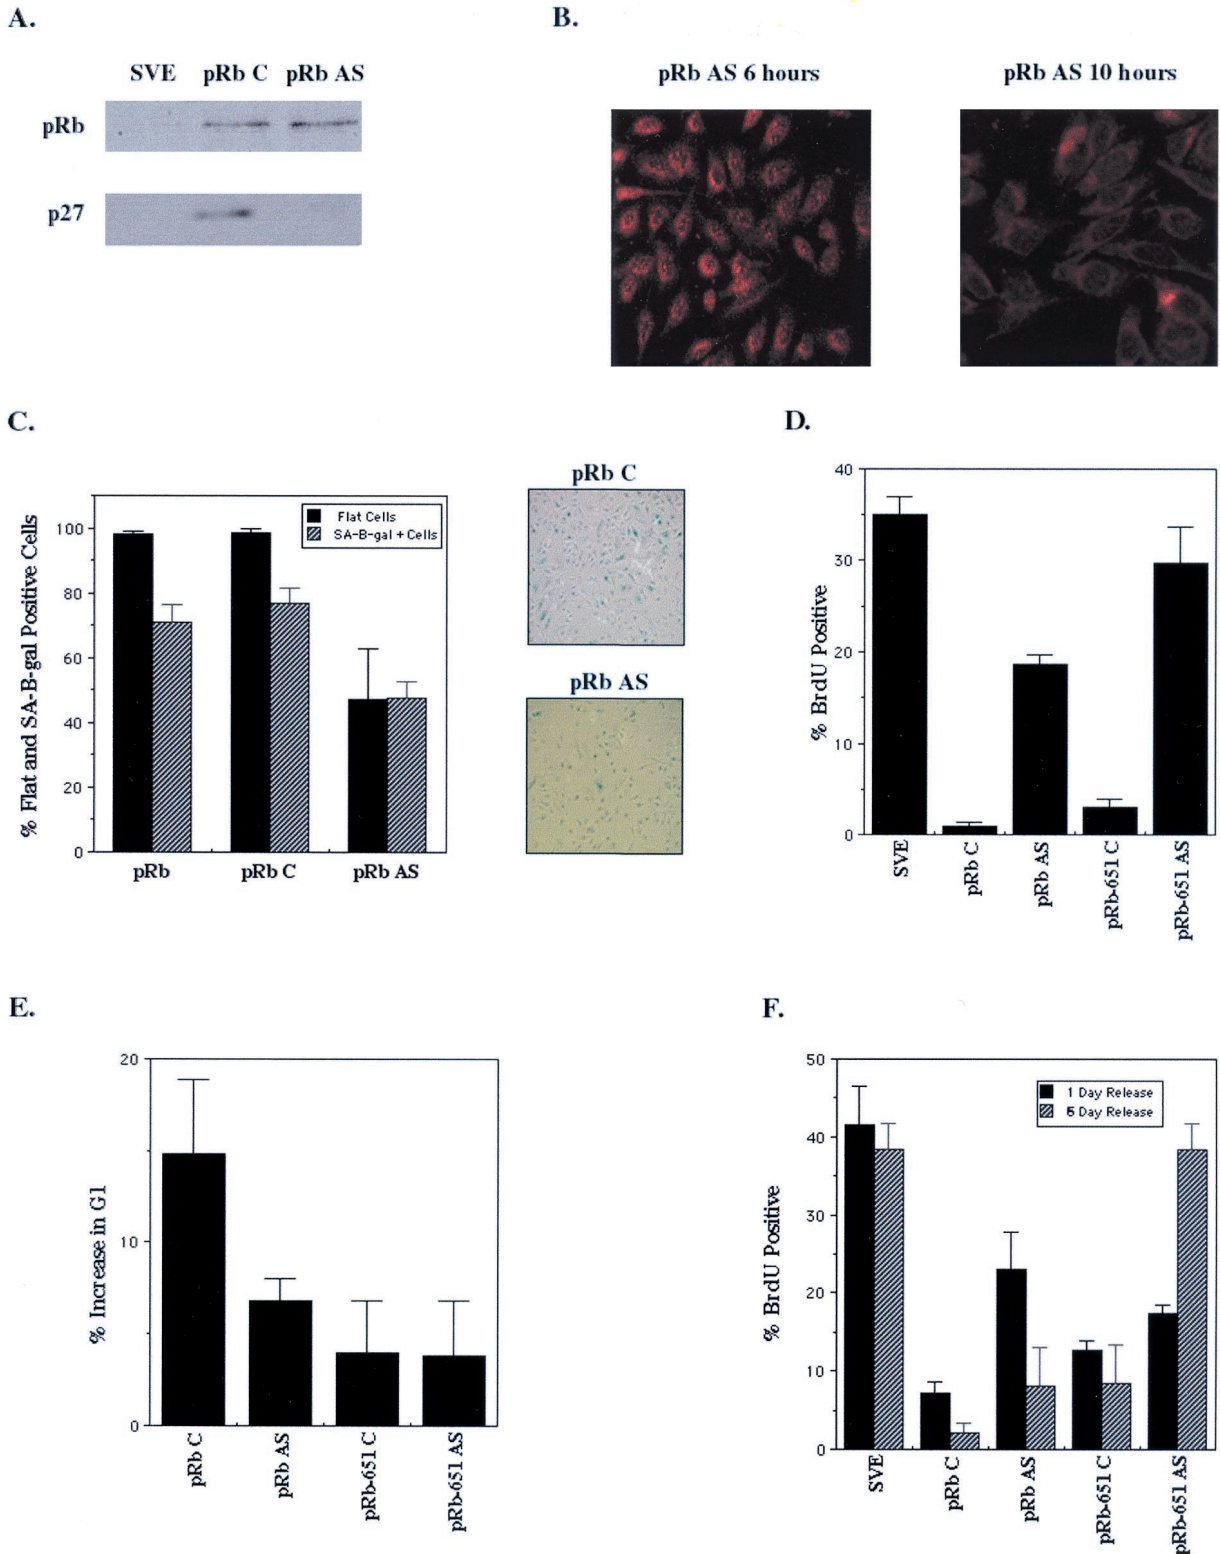 A.
SVE pRb C pRb AS
pRb
p27
B.
pRb AS 6 hours
pRb AS 10 hours
C.
% Flat and SA-B-gal Positive Cells
100
80
60
40
20
0
Flat Cells
SA-B-gal + Cells
pRb
pRb C
pRb AS
pRb C
pRb AS
D.
% BrdU Positive
40
30
20
10
0
SVE
pRb C
pRb AS
pRb-651 C
pRb-651 AS
E.
% Increase in G1
20
10
0
pRb C
pRb AS
pRb-651 C
pRb-651 AS
F.
% BrdU Positive
50
40
30
20
10
0
1 Day Release
6 Day Release
SVE
pRb C
pRb AS
pRb-651 C
pRb-651 AS